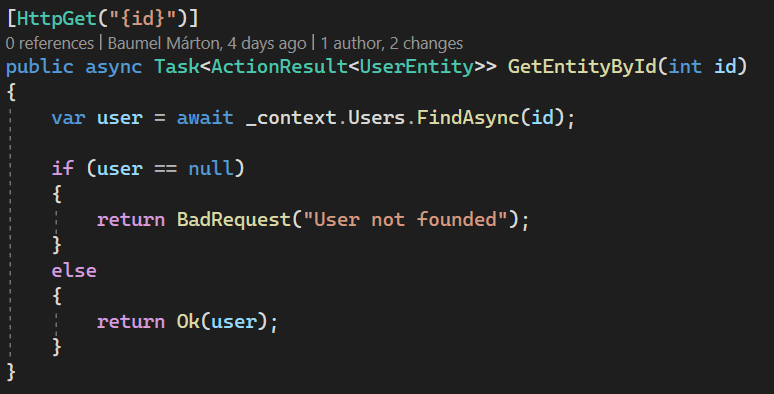 [HttpGet("{id}")]
0 references | Baumel Márton, 4 days ago | 1 author, 2 changes
public async Task<ActionResult<UserEntity>> GetEntityById(int id)
{
    var user = await _context.Users.FindAsync(id);
    if (user == null)
    {
        return BadRequest("User not founded");
    }
    else
    {
        return Ok(user);
    }
}